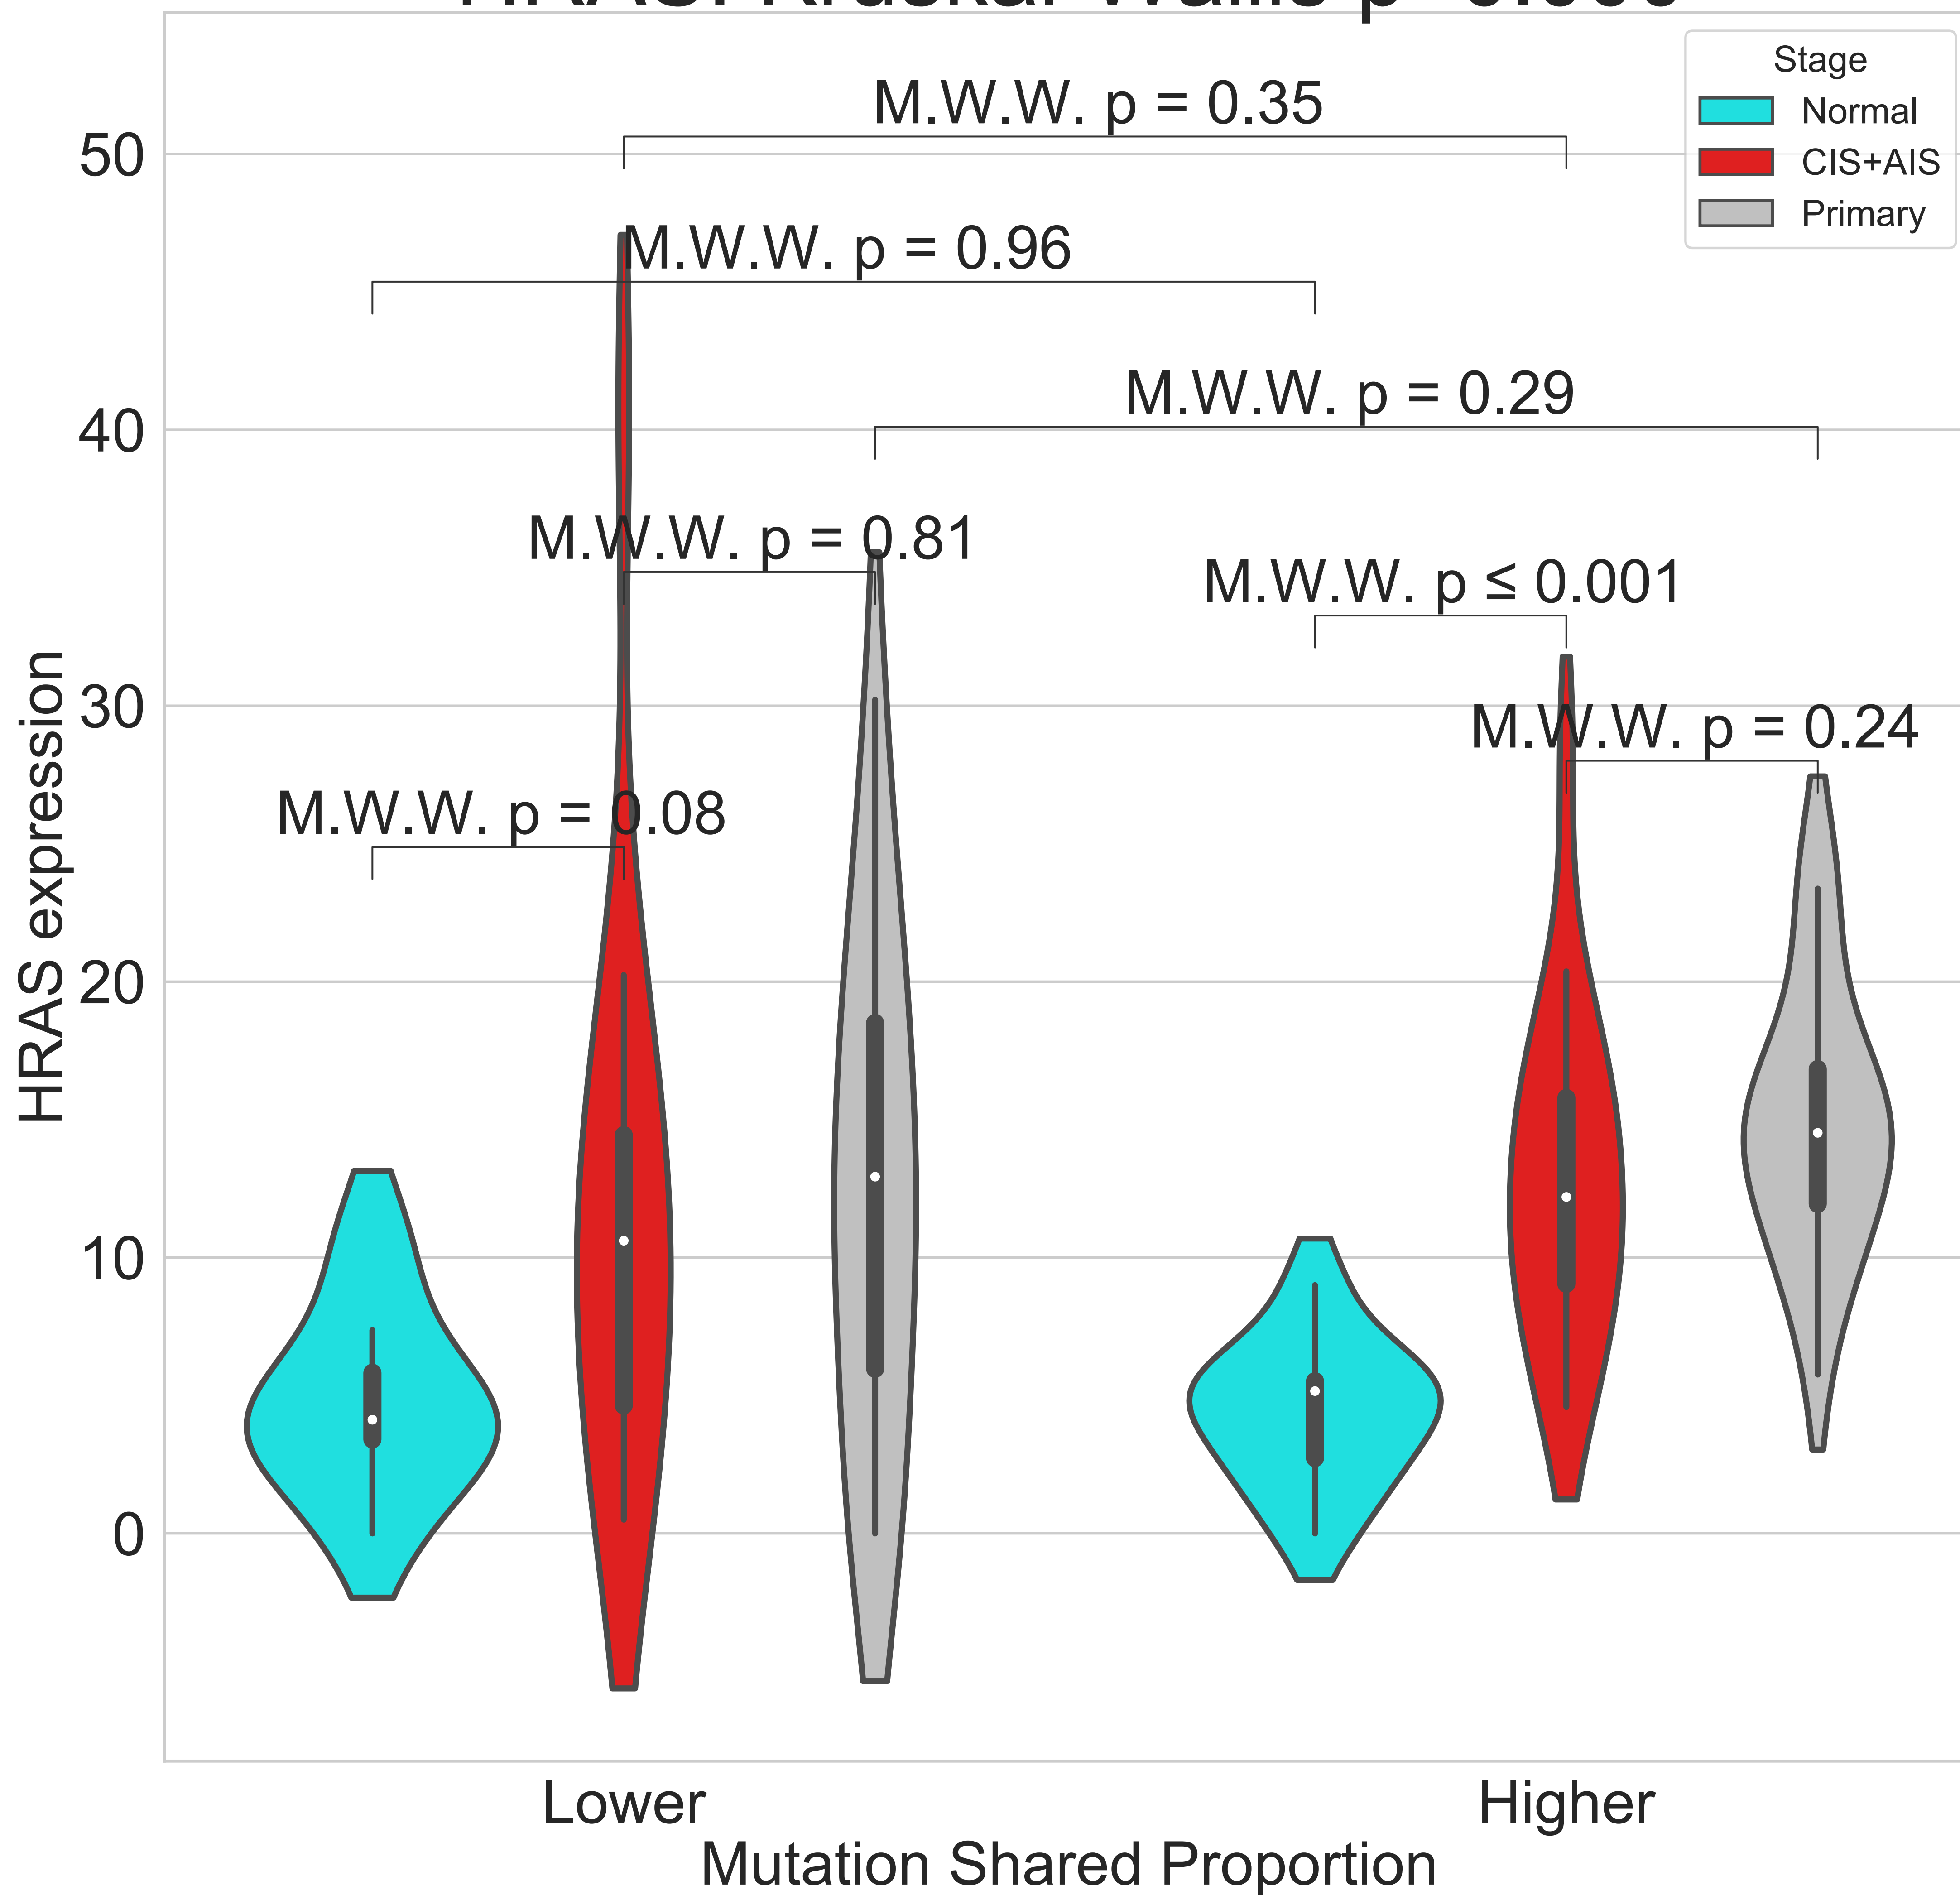 Stage
Normal
CIS+AIS
Primary
M.W.W. p = 0.35
M.W.W. p = 0.96
M.W.W. p = 0.29
M.W.W. p = 0.81
M.W.W. p ≤ 0.001
M.W.W. p = 0.24
M.W.W. p = 0.08
HRAS expression
50
40
30
20
10
0
Lower
Higher
Mutation Shared Proportion